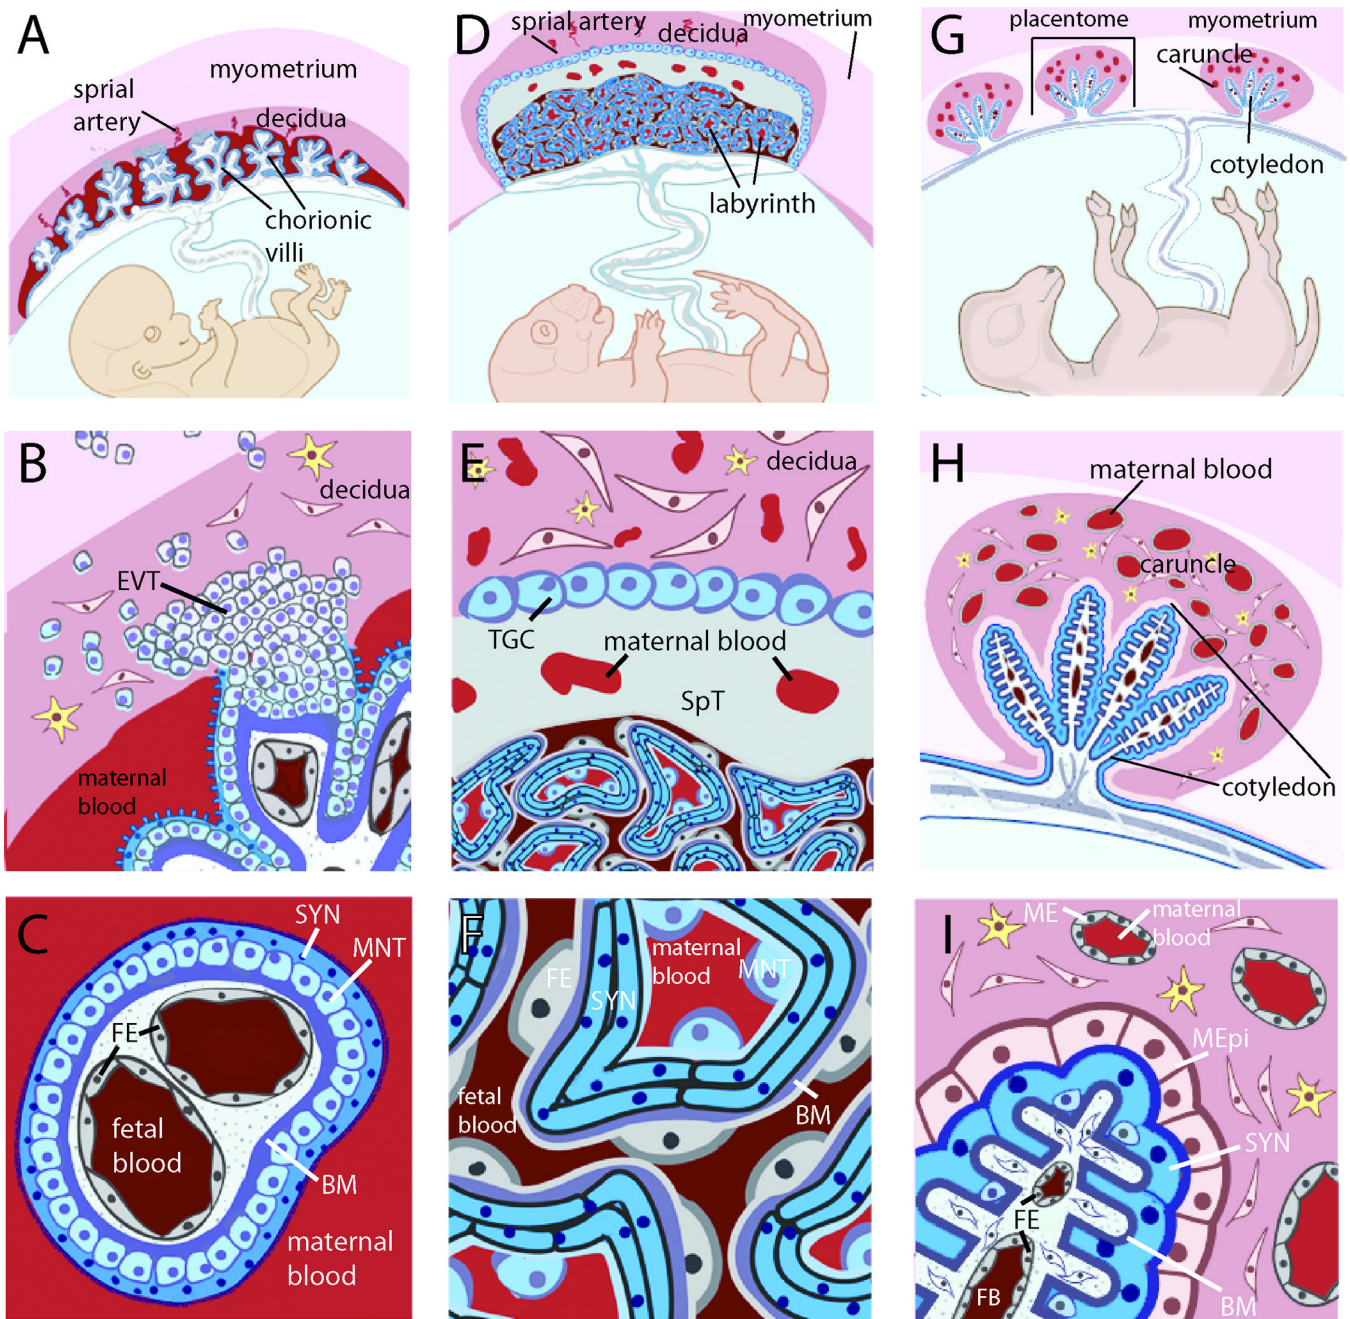 A
myometrium
sprial
artery
decidua
chorionic
villi
D
sprial artery
decidua
myometrium
labyrinth
G
placentome
myometrium
caruncle
cotyledon
B
decidua
EVT
maternal
blood
E
decidua
TGC
maternal blood
SpT
H
maternal blood
caruncle
cotyledon
C
SYN
MNT
FE
fetal
blood
BM
maternal
blood
F
maternal
blood
MNT
FE
SYN
fetal
blood
BM
I
ME
maternal
blood
MEpi
SYN
FE
FB
BM